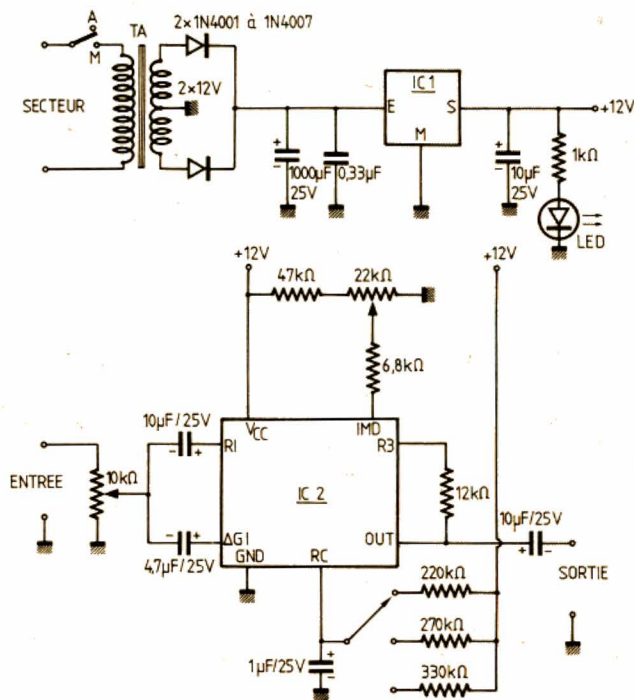 A
M
TA
2×1N4001 à 1N4007
SECTEUR
2×12V
E
IC 1
S
M
+12V
+
−
1000µF
25V
0,33µF
+
−
10µF
25V
1kΩ
LED
+12V
47kΩ
22kΩ
+12V
6,8kΩ
10µF/25V
− +
VCC
IMD
RI
R3
ENTREE
10kΩ
IC 2
12kΩ
− +
ΔGI
4,7µF/25V
GND
RC
OUT
10µF/25V
+ −
SORTIE
220kΩ
270kΩ
330kΩ
1µF/25V
+
−